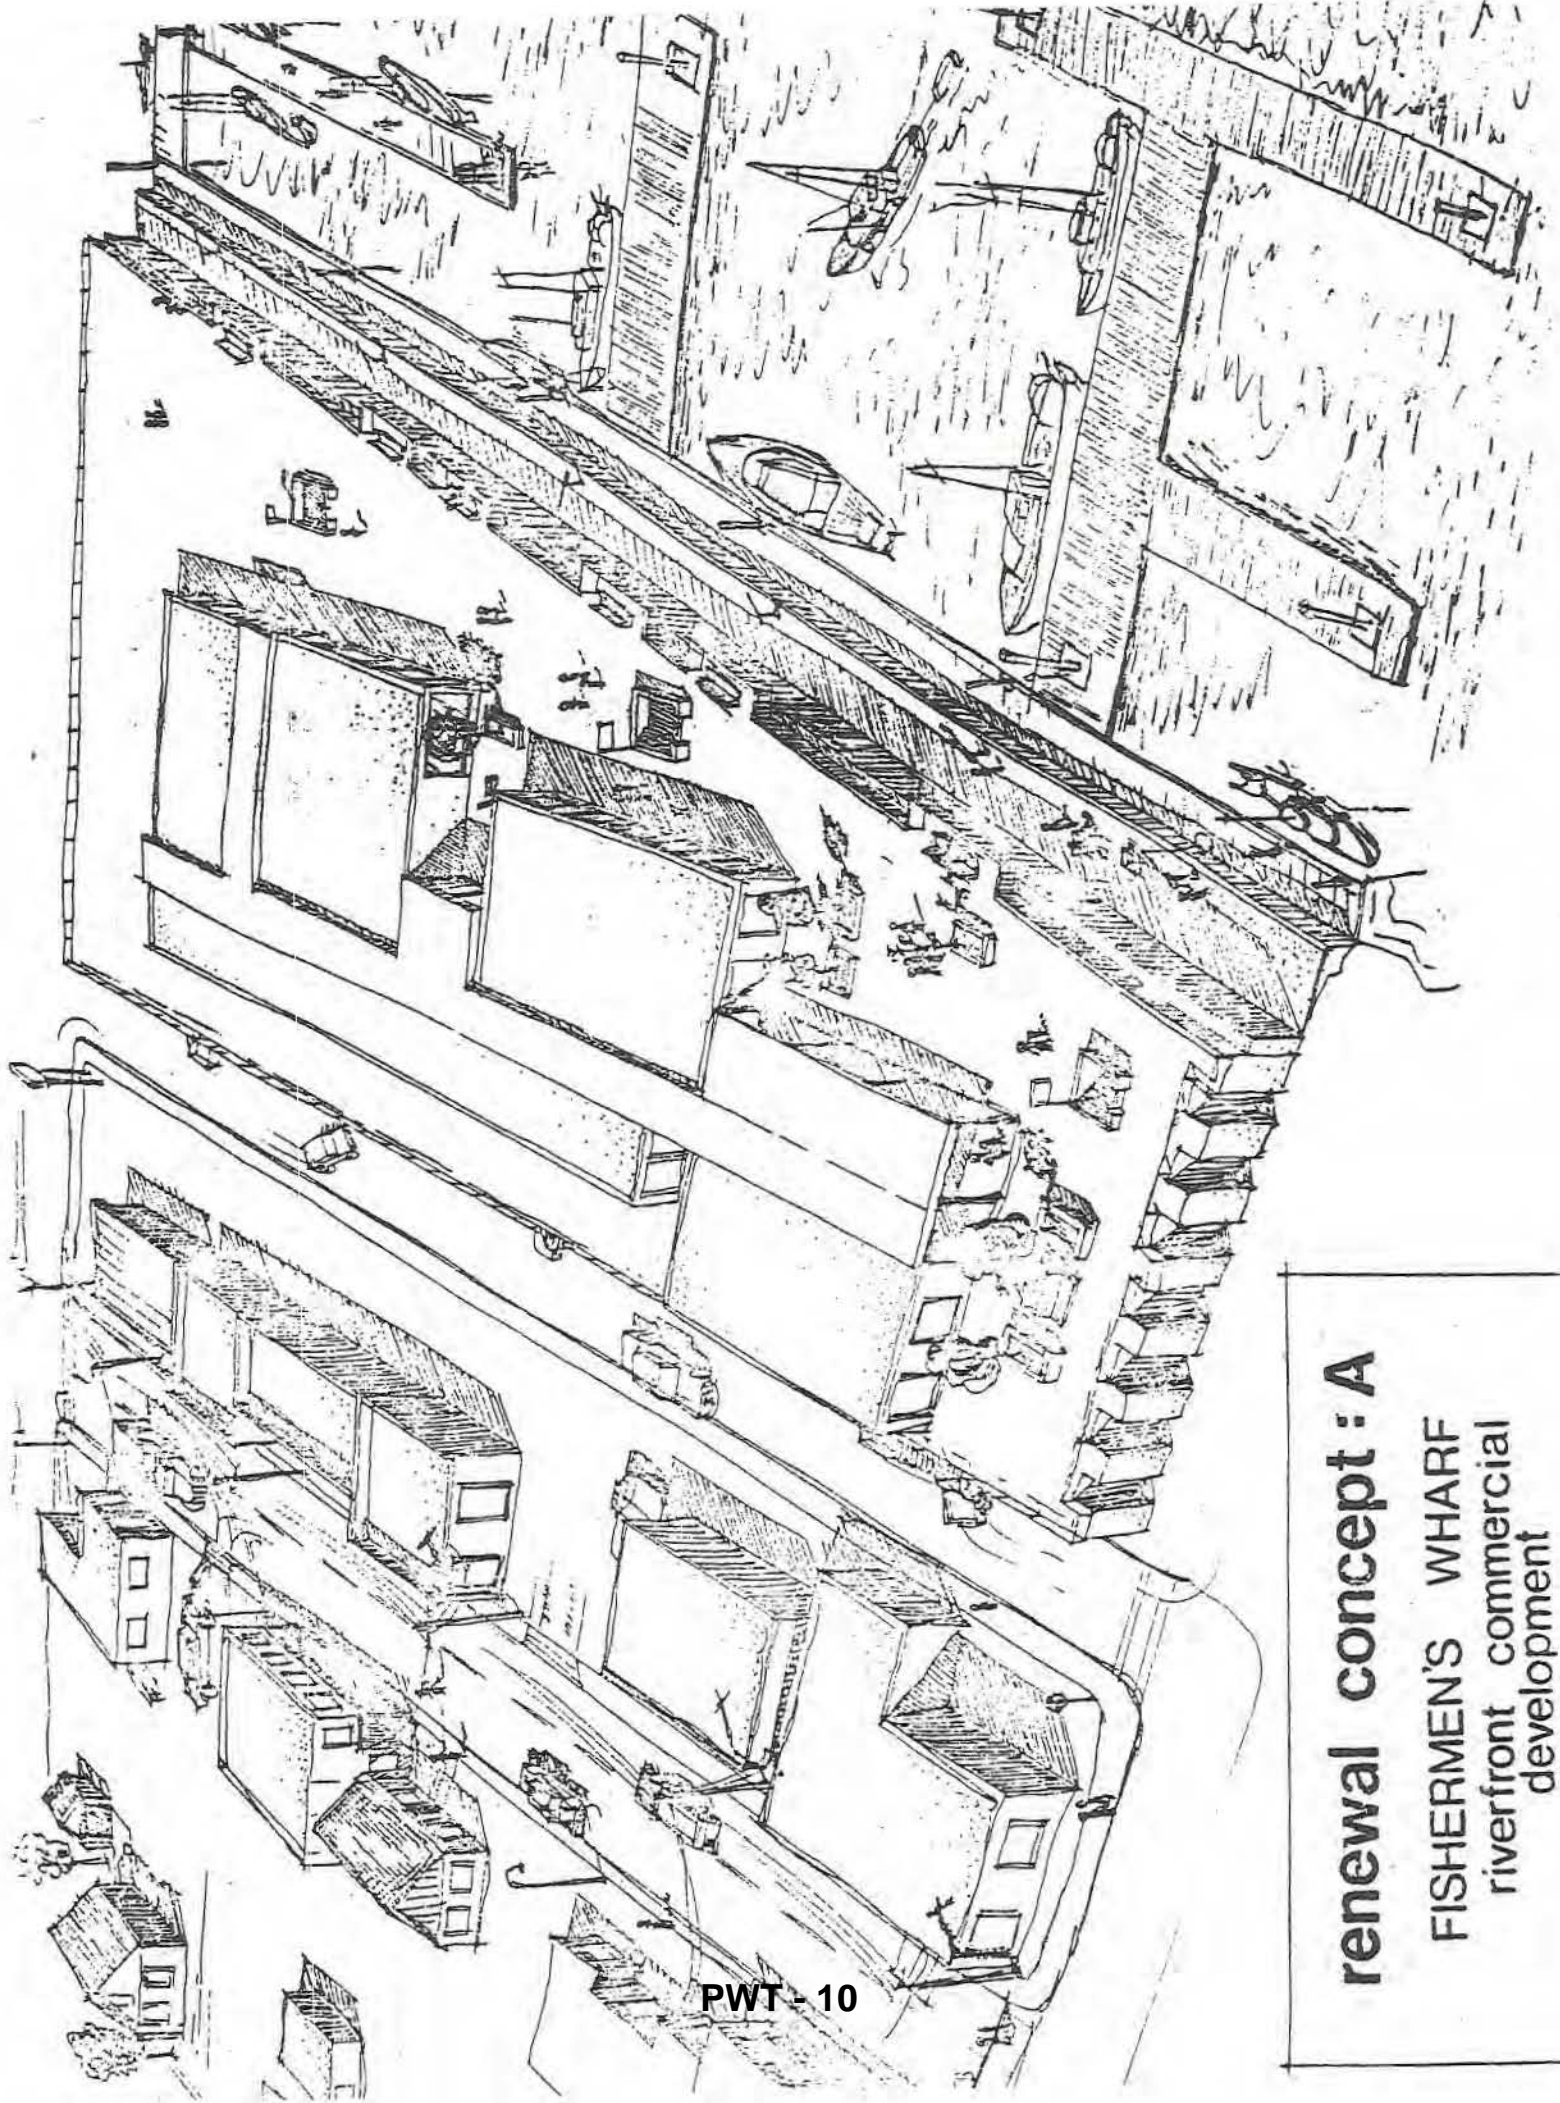 renewal concept : A
FISHERMEN'S WHARF
riverfront commercial
development
PWT - 10